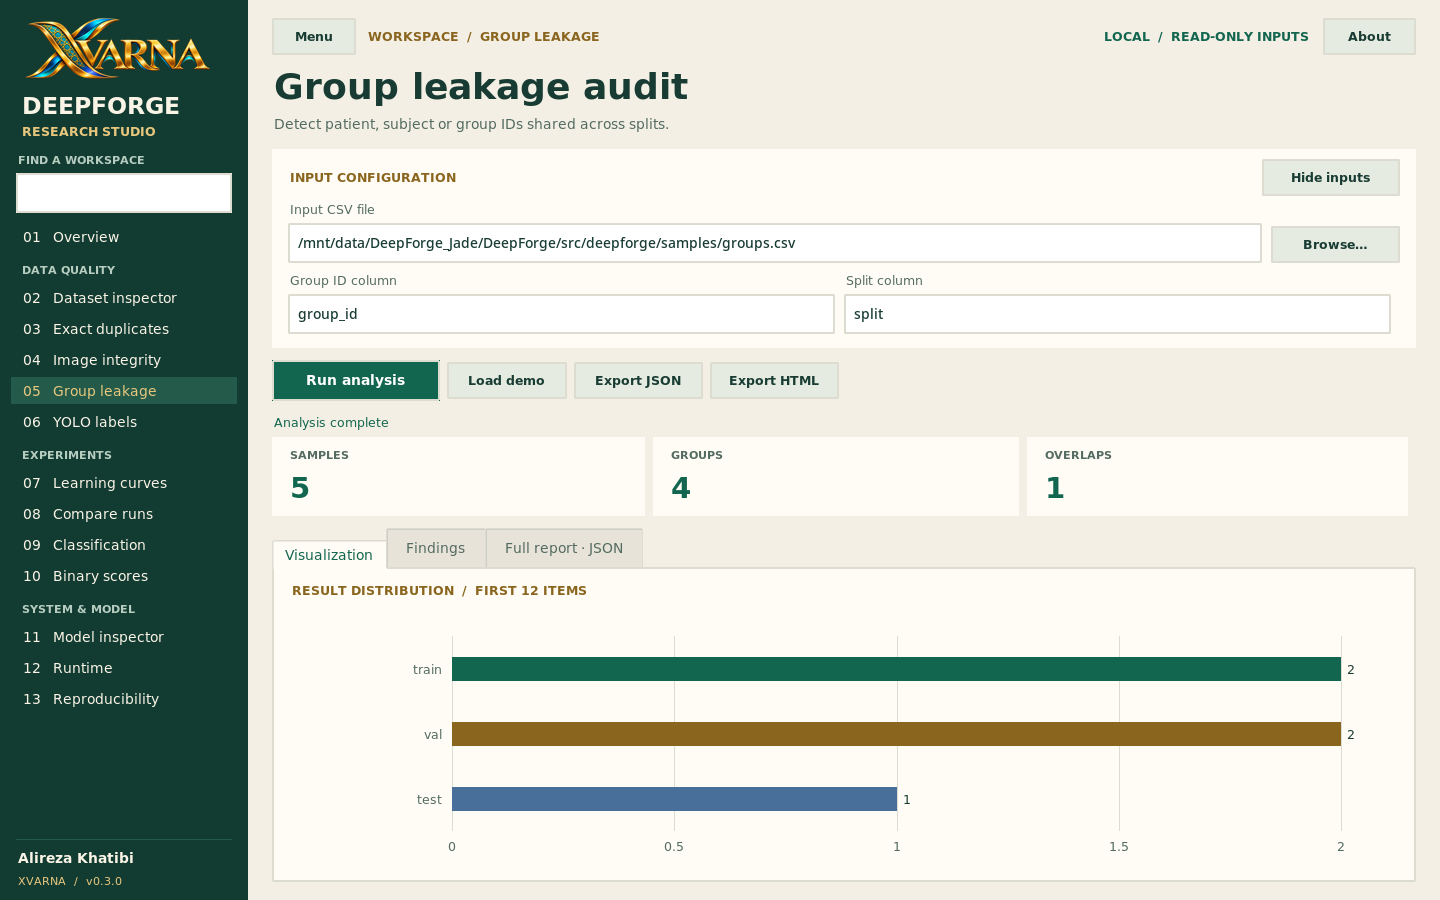 XVARNA
DEEPFORGE
RESEARCH STUDIO
FIND A WORKSPACE
01 Overview
DATA QUALITY
02 Dataset inspector
03 Exact duplicates
04 Image integrity
05 Group leakage
06 YOLO labels
EXPERIMENTS
07 Learning curves
08 Compare runs
09 Classification
10 Binary scores
SYSTEM & MODEL
11 Model inspector
12 Runtime
13 Reproducibility
Alireza Khatibi
XVARNA / v0.3.0
Menu WORKSPACE / GROUP LEAKAGE LOCAL / READ-ONLY INPUTS About
Group leakage audit
Detect patient, subject or group IDs shared across splits.
INPUT CONFIGURATION Hide inputs
Input CSV file
/mnt/data/DeepForge_Jade/DeepForge/src/deepforge/samples/groups.csv Browse...
Group ID column Split column
group_id split
Run analysis Load demo Export JSON Export HTML
Analysis complete
SAMPLES GROUPS OVERLAPS
5 4 1
Visualization Findings Full report · JSON
RESULT DISTRIBUTION / FIRST 12 ITEMS
train 2
val 2
test 1
0 0.5 1 1.5 2